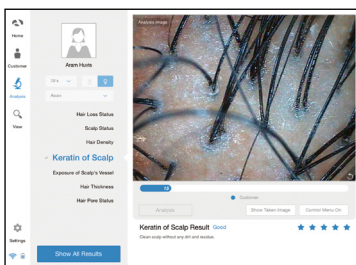 Home
Customer
Analysis
View
Settings
Aram Huvis
20's
Asian
Hair Loss Status
Scalp Status
Hair Density
Keratin of Scalp
Exposure of Scalp's Vessel
Hair Thickness
Hair Pore Status
Show All Results
Analysis Image
Customer
Analysis
Show Taken Image
Control Menu On
Keratin of Scalp Result Good
Clean scalp without any dirt and residue.